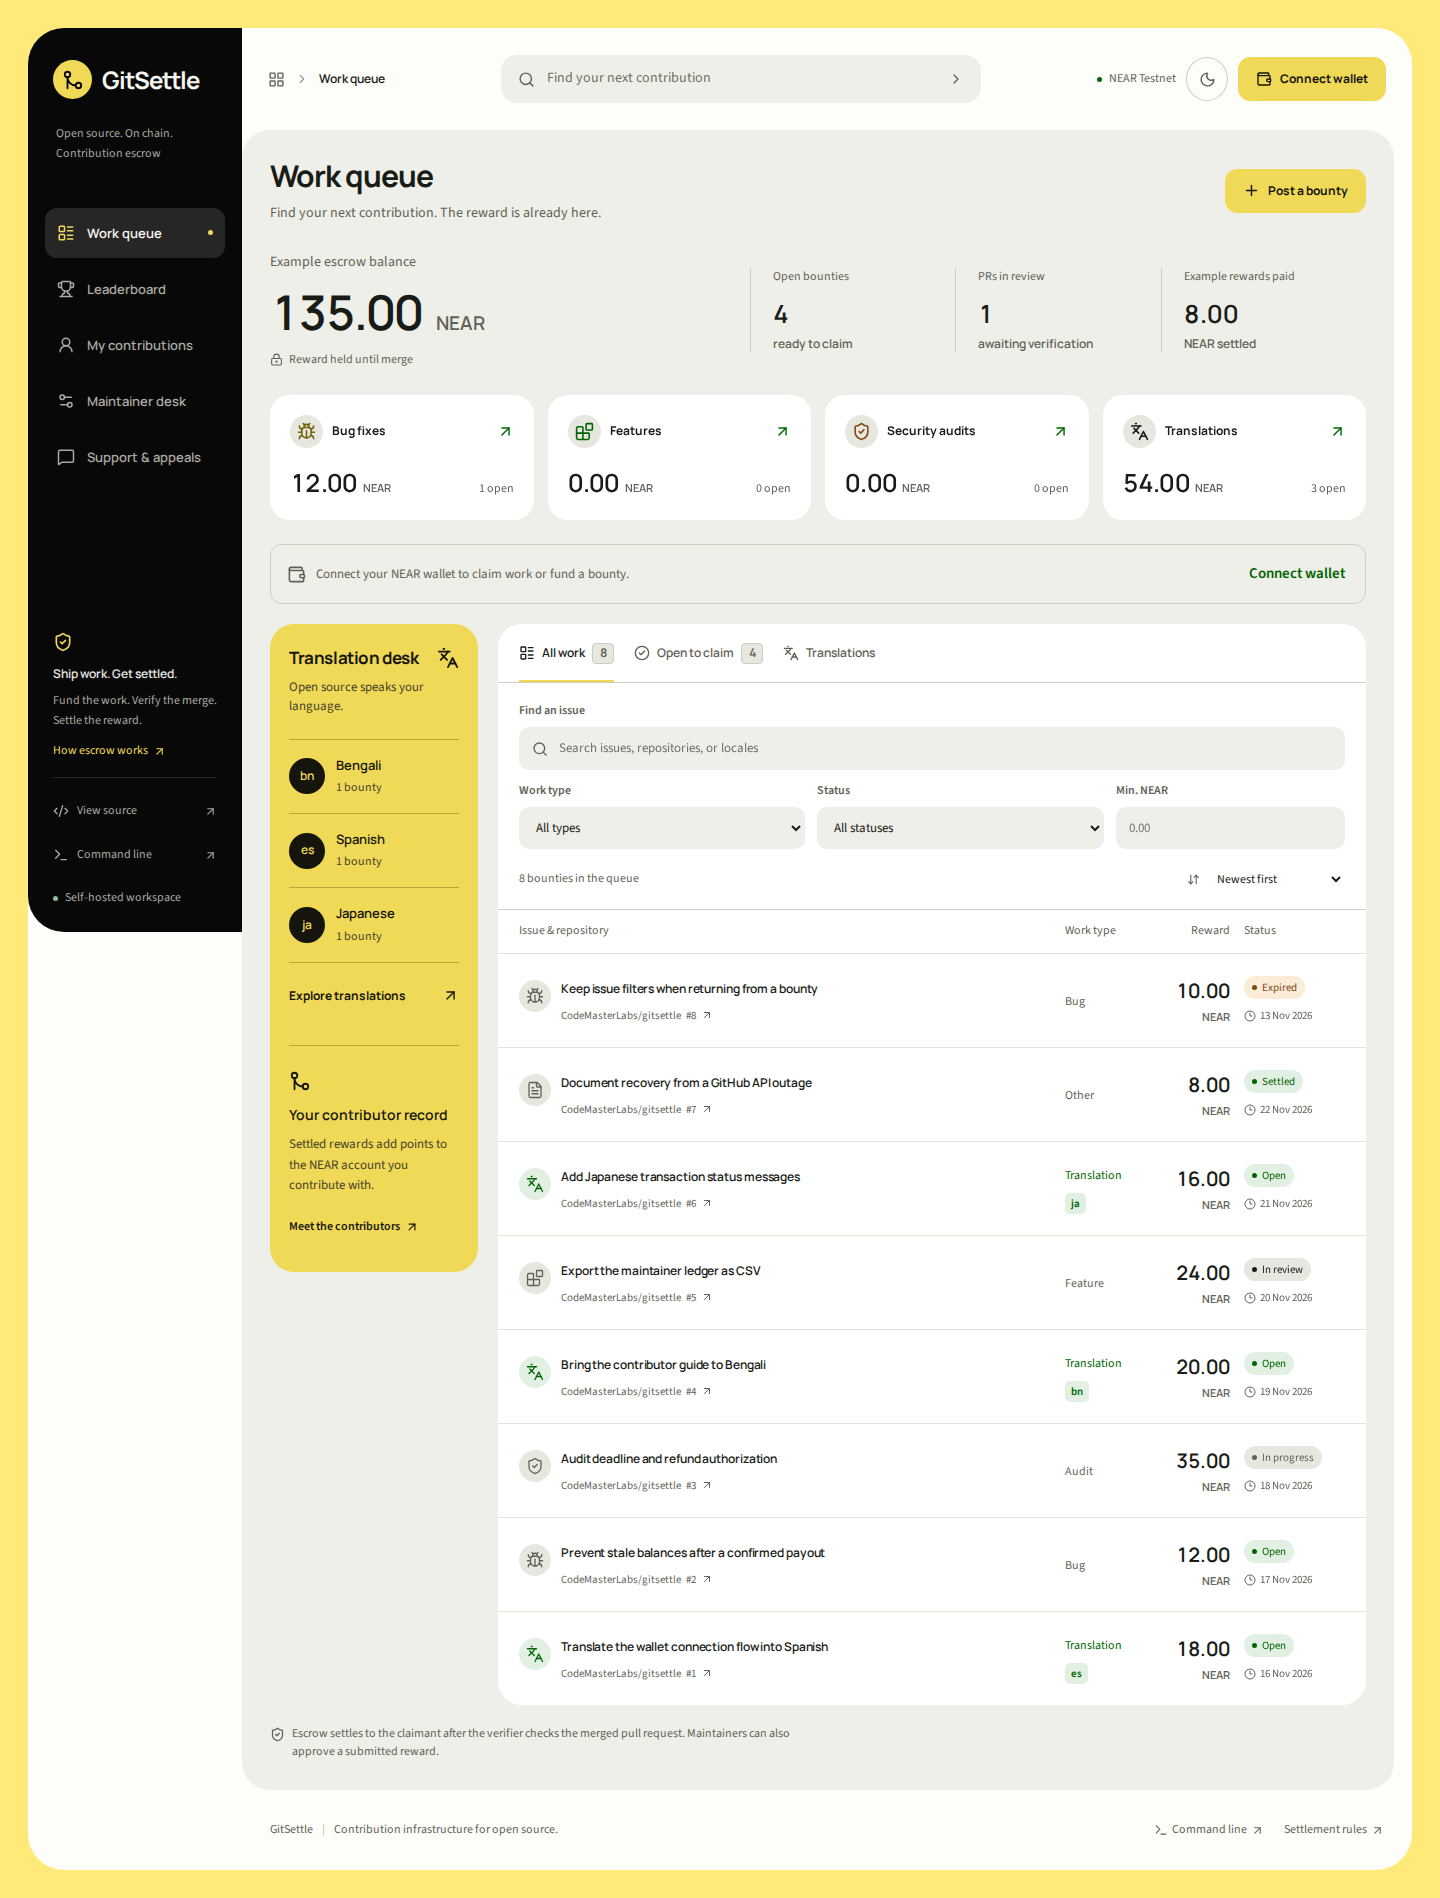 GitSettle
Open source. On chain.
Contribution escrow
Work queue
Leaderboard
My contributions
Maintainer desk
Support & appeals
Ship work. Get settled.
Fund the work. Verify the merge.
Settle the reward.
How escrow works
View source
Command line
Self-hosted workspace
Work queue
Find your next contribution
NEAR Testnet
Connect wallet
Work queue
Find your next contribution. The reward is already here.
Post a bounty
Example escrow balance
135.00 NEAR
Reward held until merge
Open bounties
4
ready to claim
PRs in review
1
awaiting verification
Example rewards paid
8.00
NEAR settled
Bug fixes
12.00 NEAR
1 open
Features
0.00 NEAR
0 open
Security audits
0.00 NEAR
0 open
Translations
54.00 NEAR
3 open
Connect your NEAR wallet to claim work or fund a bounty.
Connect wallet
Translation desk
Open source speaks your
language.
bn
Bengali
1 bounty
es
Spanish
1 bounty
ja
Japanese
1 bounty
Explore translations
Your contributor record
Settled rewards add points to
the NEAR account you
contribute with.
Meet the contributors
All work 8
Open to claim 4
Translations
Find an issue
Search issues, repositories, or locales
Work type
Status
Min. NEAR
All types
All statuses
0.00
8 bounties in the queue
Newest first
Issue & repository
Work type
Reward
Status
Keep issue filters when returning from a bounty
CodeMasterLabs/gitsettle #8
Bug
10.00
NEAR
Expired
13 Nov 2026
Document recovery from a GitHub API outage
CodeMasterLabs/gitsettle #7
Other
8.00
NEAR
Settled
22 Nov 2026
Add Japanese transaction status messages
CodeMasterLabs/gitsettle #6
Translation
ja
16.00
NEAR
Open
21 Nov 2026
Export the maintainer ledger as CSV
CodeMasterLabs/gitsettle #5
Feature
24.00
NEAR
In review
20 Nov 2026
Bring the contributor guide to Bengali
CodeMasterLabs/gitsettle #4
Translation
bn
20.00
NEAR
Open
19 Nov 2026
Audit deadline and refund authorization
CodeMasterLabs/gitsettle #3
Audit
35.00
NEAR
In progress
18 Nov 2026
Prevent stale balances after a confirmed payout
CodeMasterLabs/gitsettle #2
Bug
12.00
NEAR
Open
17 Nov 2026
Translate the wallet connection flow into Spanish
CodeMasterLabs/gitsettle #1
Translation
es
18.00
NEAR
Open
16 Nov 2026
Escrow settles to the claimant after the verifier checks the merged pull request. Maintainers can also
approve a submitted reward.
GitSettle
Contribution infrastructure for open source.
Command line
Settlement rules